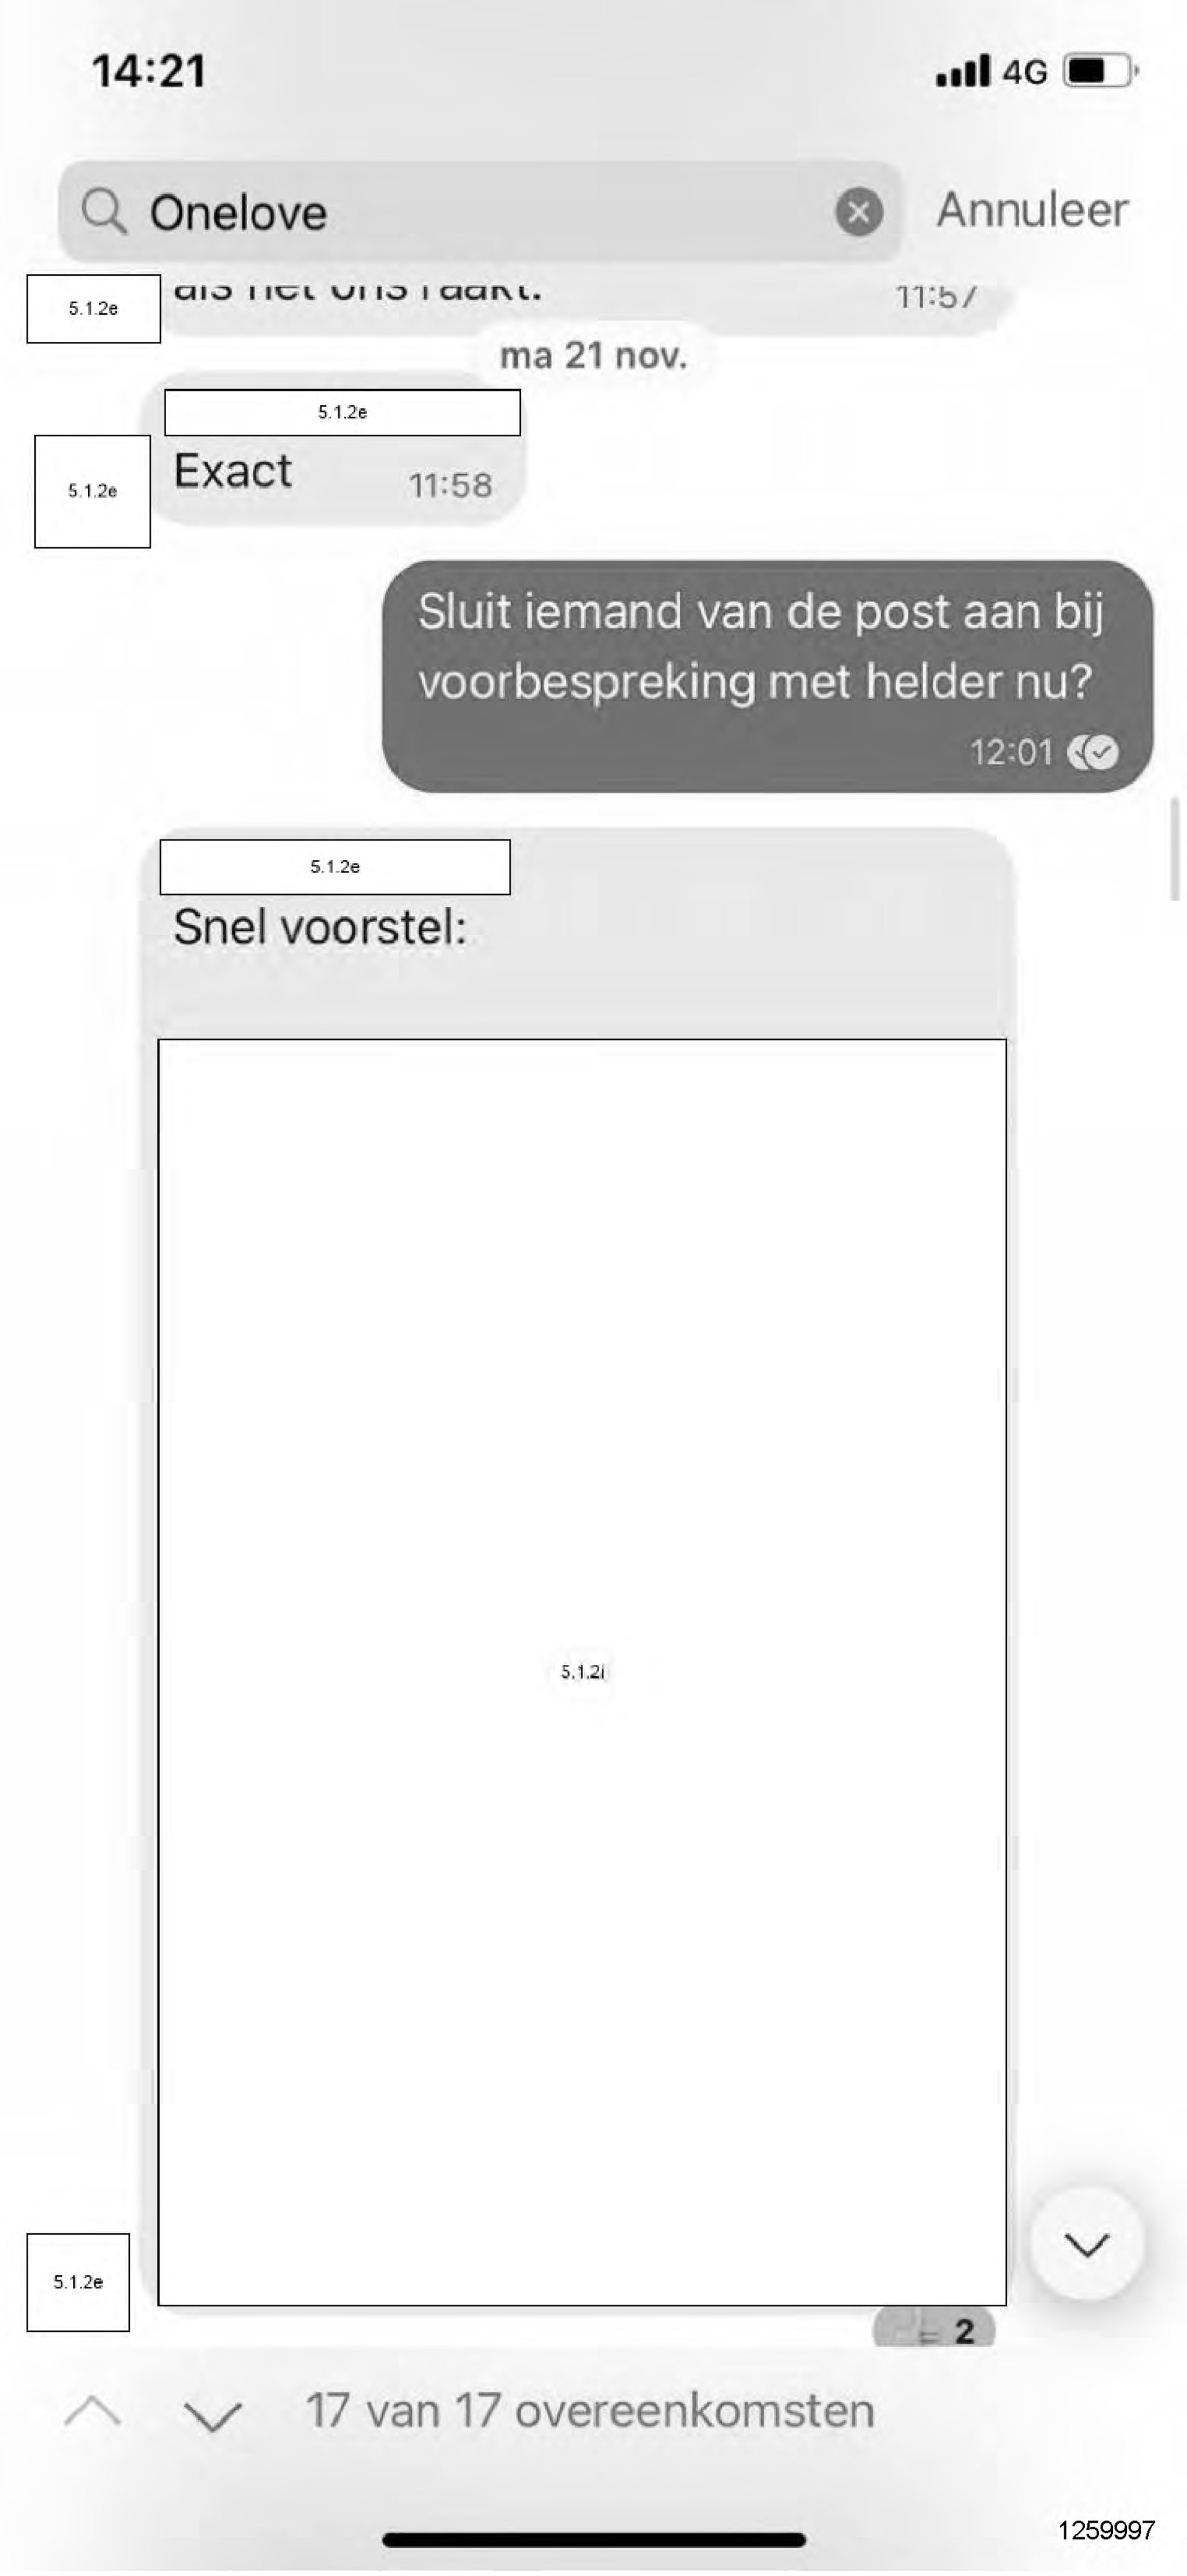 14:21
4G
Onelove
Annuleer
5.1.2e
als het ons raakt.
11:57
ma 21 nov.
5.1.2e
5.1.2e
Exact
11:58
Sluit iemand van de post aan bij
voorbespreking met helder nu?
12:01
5.1.2e
Snel voorstel:
5.1.2i
5.1.2e
2
17 van 17 overeenkomsten
1259997